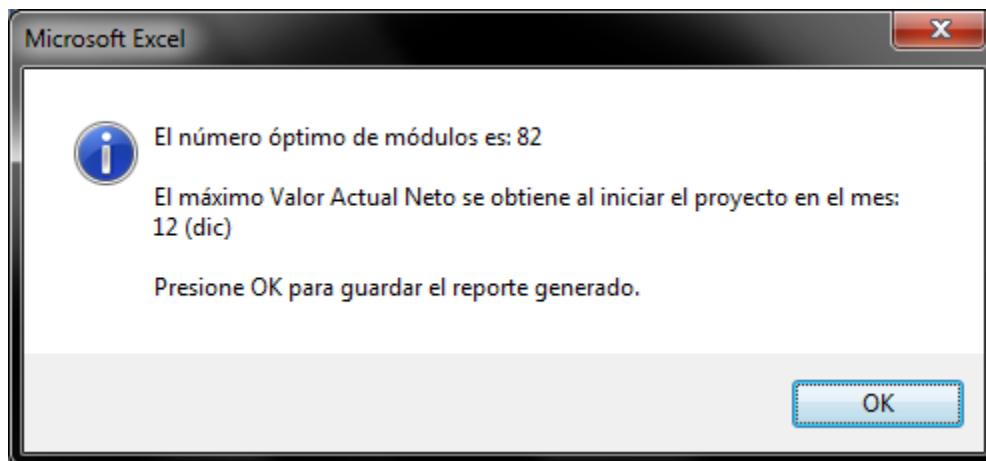 Microsoft Excel
El número óptimo de módulos es: 82
El máximo Valor Actual Neto se obtiene al iniciar el proyecto en el mes:
12 (dic)
Presione OK para guardar el reporte generado.
OK